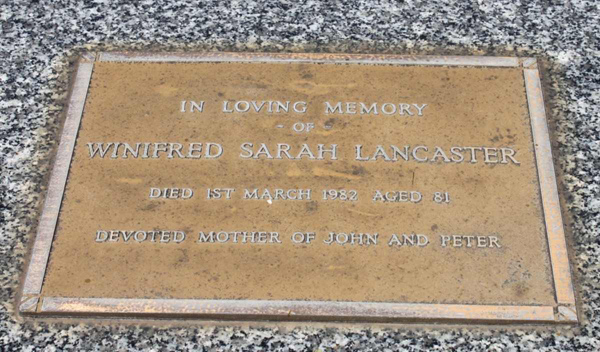 IN LOVING MEMORY
- OF -
WINIFRED SARAH LANCASTER
DIED 1ST MARCH 1982 AGED 81
DEVOTED MOTHER OF JOHN AND PETER